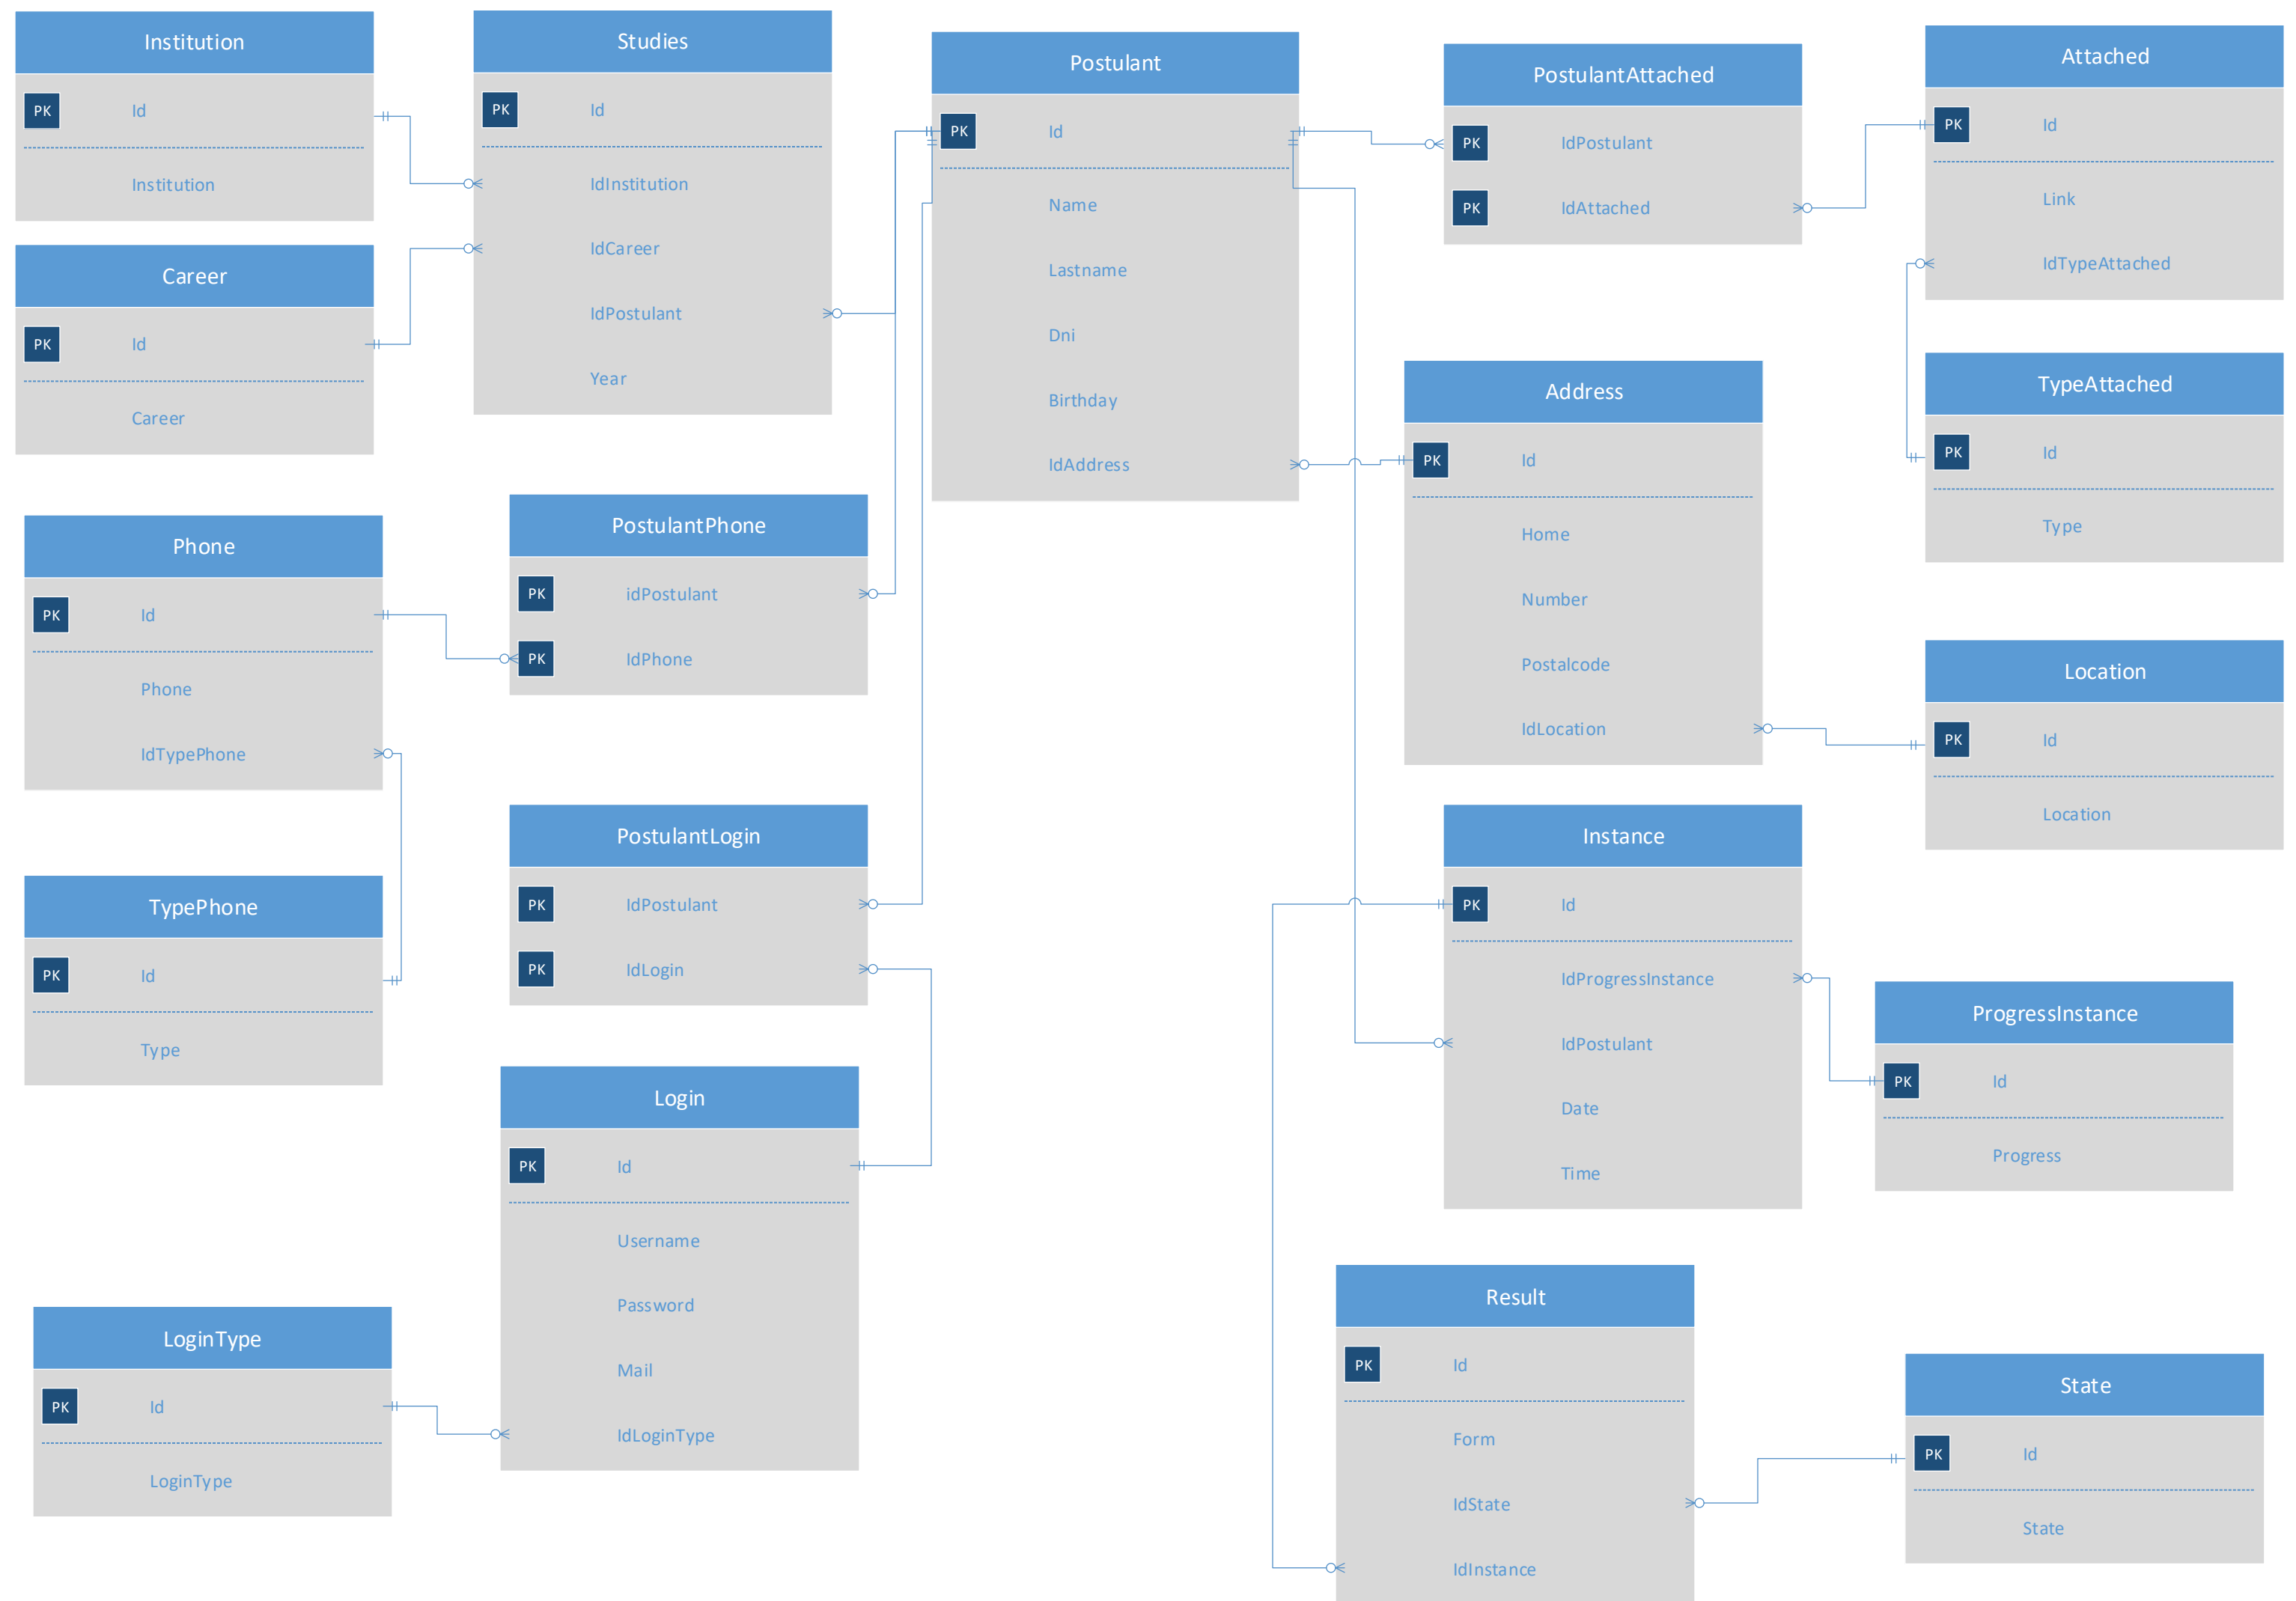 Institution
PK Id
Institution
Career
PK Id
Career
Studies
PK Id
IdInstitution
IdCareer
IdPostulant
Year
Postulant
PK Id
Name
Lastname
Dni
Birthday
IdAddress
PostulantAttached
PK IdPostulant
PK IdAttached
Attached
PK Id
Link
IdTypeAttached
TypeAttached
PK Id
Type
Address
PK Id
Home
Number
Postalcode
IdLocation
Location
PK Id
Location
Phone
PK Id
Phone
IdTypePhone
PostulantPhone
PK idPostulant
PK IdPhone
TypePhone
PK Id
Type
PostulantLogin
PK IdPostulant
PK IdLogin
Login
PK Id
Username
Password
Mail
IdLoginType
LoginType
PK Id
LoginType
Instance
PK Id
IdProgressInstance
IdPostulant
Date
Time
ProgressInstance
PK Id
Progress
Result
PK Id
Form
IdState
IdInstance
State
PK Id
State